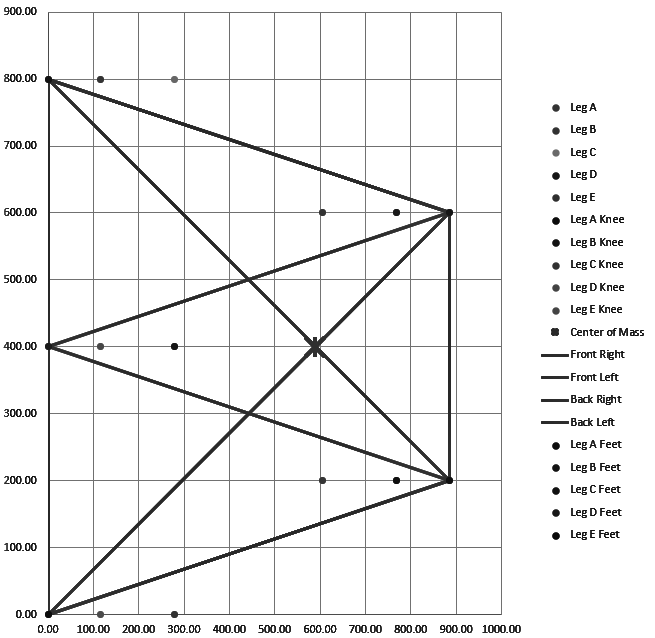 900.00
800.00
700.00
600.00
500.00
400.00
300.00
200.00
100.00
0.00
0.00 100.00 200.00 300.00 400.00 500.00 600.00 700.00 800.00 900.00 1000.00
Leg A
Leg B
Leg C
Leg D
Leg E
Leg A Knee
Leg B Knee
Leg C Knee
Leg D Knee
Leg E Knee
Center of Mass
Front Right
Front Left
Back Right
Back Left
Leg A Feet
Leg B Feet
Leg C Feet
Leg D Feet
Leg E Feet